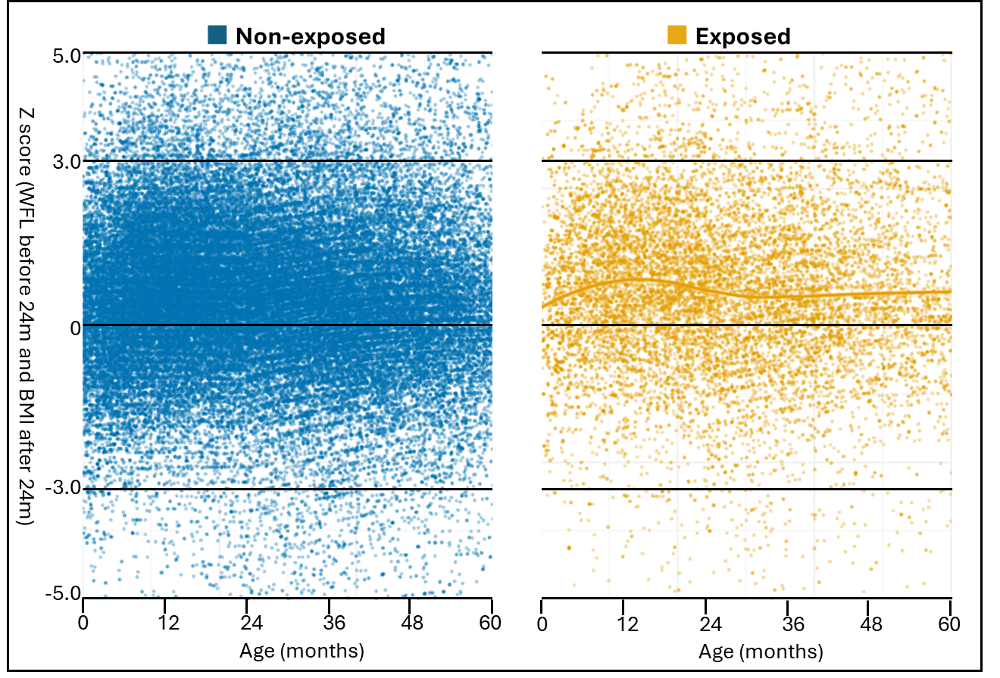 Non-exposed
Exposed
Z score (WFL before 24m and BMI after 24m)
5.0
3.0
0
-3.0
-5.0
0 12 24 36 48 60
0 12 24 36 48 60
Age (months)
Age (months)